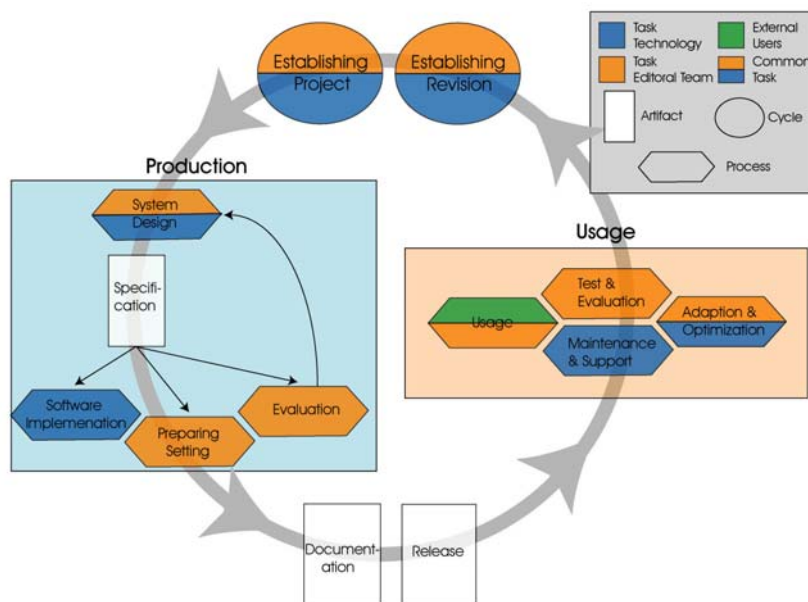 Establishing
Project
Establishing
Revision
Task
Technology
External
Users
Task
Editoral Team
Common
Task
Artifact
Cycle
Process
Production
System
Design
Specifi-
cation
Software
Implemenation
Preparing
Setting
Evaluation
Usage
Usage
Test &
Evaluation
Maintenance
& Support
Adaption &
Optimization
Document-
ation
Release